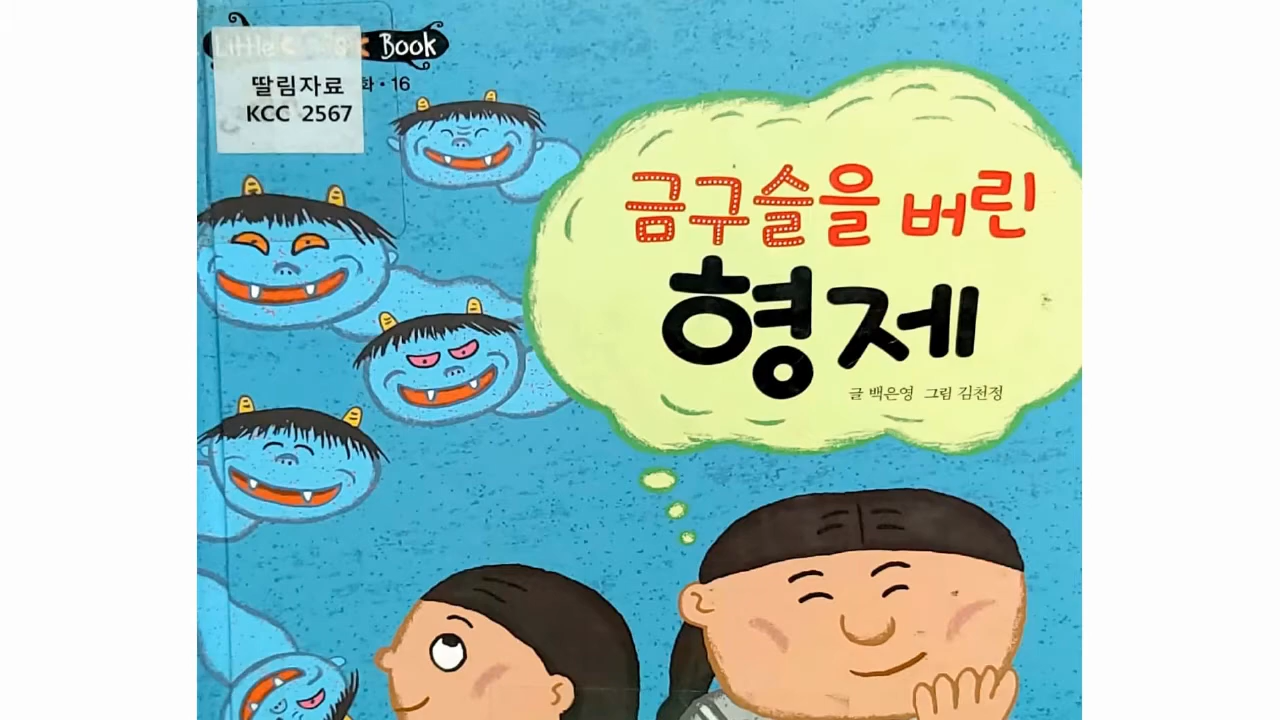 Little Book
딸림자료
화·16
KCC 2567
금구슬을 버린
형제
글 백은영 그림 김천정